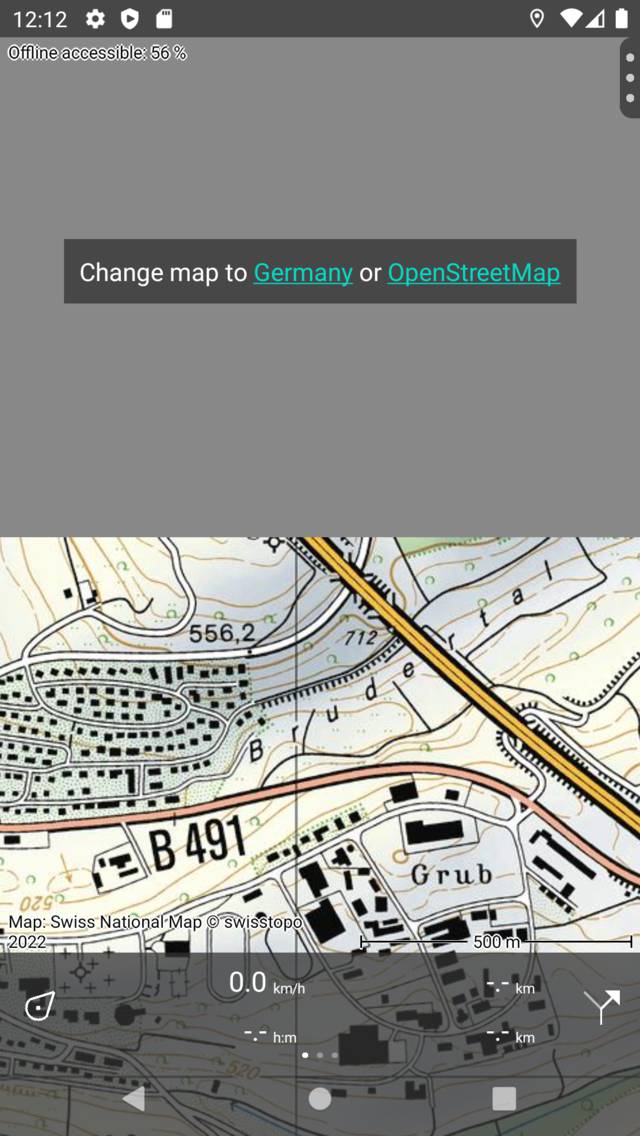 12:12
Offline accessible: 56 %
Change map to Germany or OpenStreetMap
556,2
712
Brudertal
B 491
Grub
520
Map: Swiss National Map © swisstopo
2022
500 m
0.0 km/h
-.- km
-.- h:m
-.- km
520